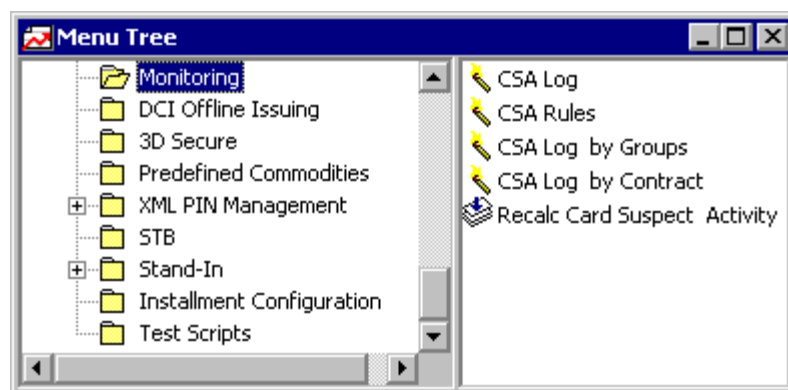 Menu Tree
Monitoring
DCI Offline Issuing
3D Secure
Predefined Commodities
XML PIN Management
STB
Stand-In
Installment Configuration
Test Scripts
CSA Log
CSA Rules
CSA Log by Groups
CSA Log by Contract
Recalc Card Suspect Activity